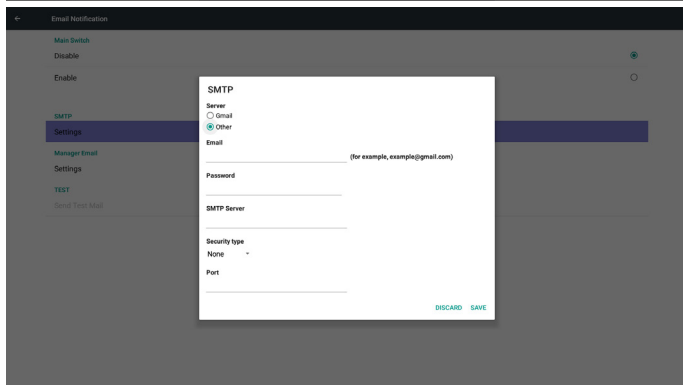 Email Notification
Main Switch
Disable
Enable
SMTP
Settings
Manager Email
Settings
TEST
Send Test Mail
SMTP
Server
Gmail
Other
Email
(for example, example@gmail.com)
Password
SMTP Server
Security type
None
Port
DISCARD SAVE